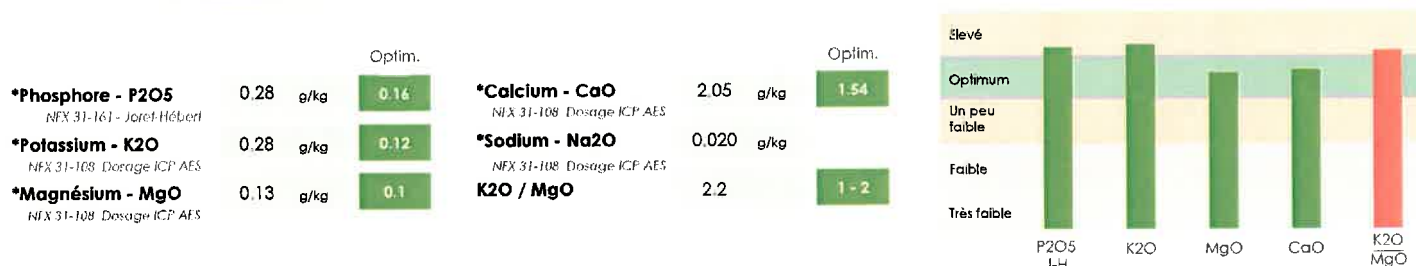 Optim.
*Phosphore - P2O5 0.28 g/kg 0.16
NFX 31-161 - Joret-Hébert
*Potassium - K2O 0.28 g/kg 0.12
NFX 31-108 Dosage ICP AES
*Magnésium - MgO 0.13 g/kg 0.1
NFX 31-108 Dosage ICP AES
Optim.
*Calcium - CaO 2.05 g/kg 1.54
NFX 31-108 Dosage ICP AES
*Sodium - Na2O 0.020 g/kg
NFX 31-108 Dosage ICP AES
K2O / MgO 2.2 1 - 2
Élevé
Optimum
Un peu
faible
Faible
Très faible
P2O5 K2O MgO CaO K2O
J-H MgO